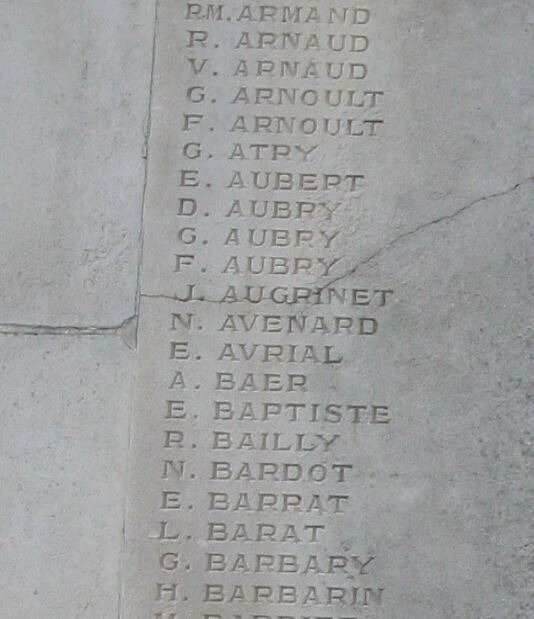 R.M. ARMAND
R. ARNAUD
V. ARNAUD
G. ARNOULT
F. ARNOULT
G. ATRY
E. AUBERT
D. AUBRY
G. AUBRY
F. AUBRY
J. AUGRINET
N. AVENARD
E. AVRIAL
A. BAER
E. BAPTISTE
R. BAILLY
N. BARDOT
E. BARRAT
L. BARAT
G. BARBARY
H. BARBARIN